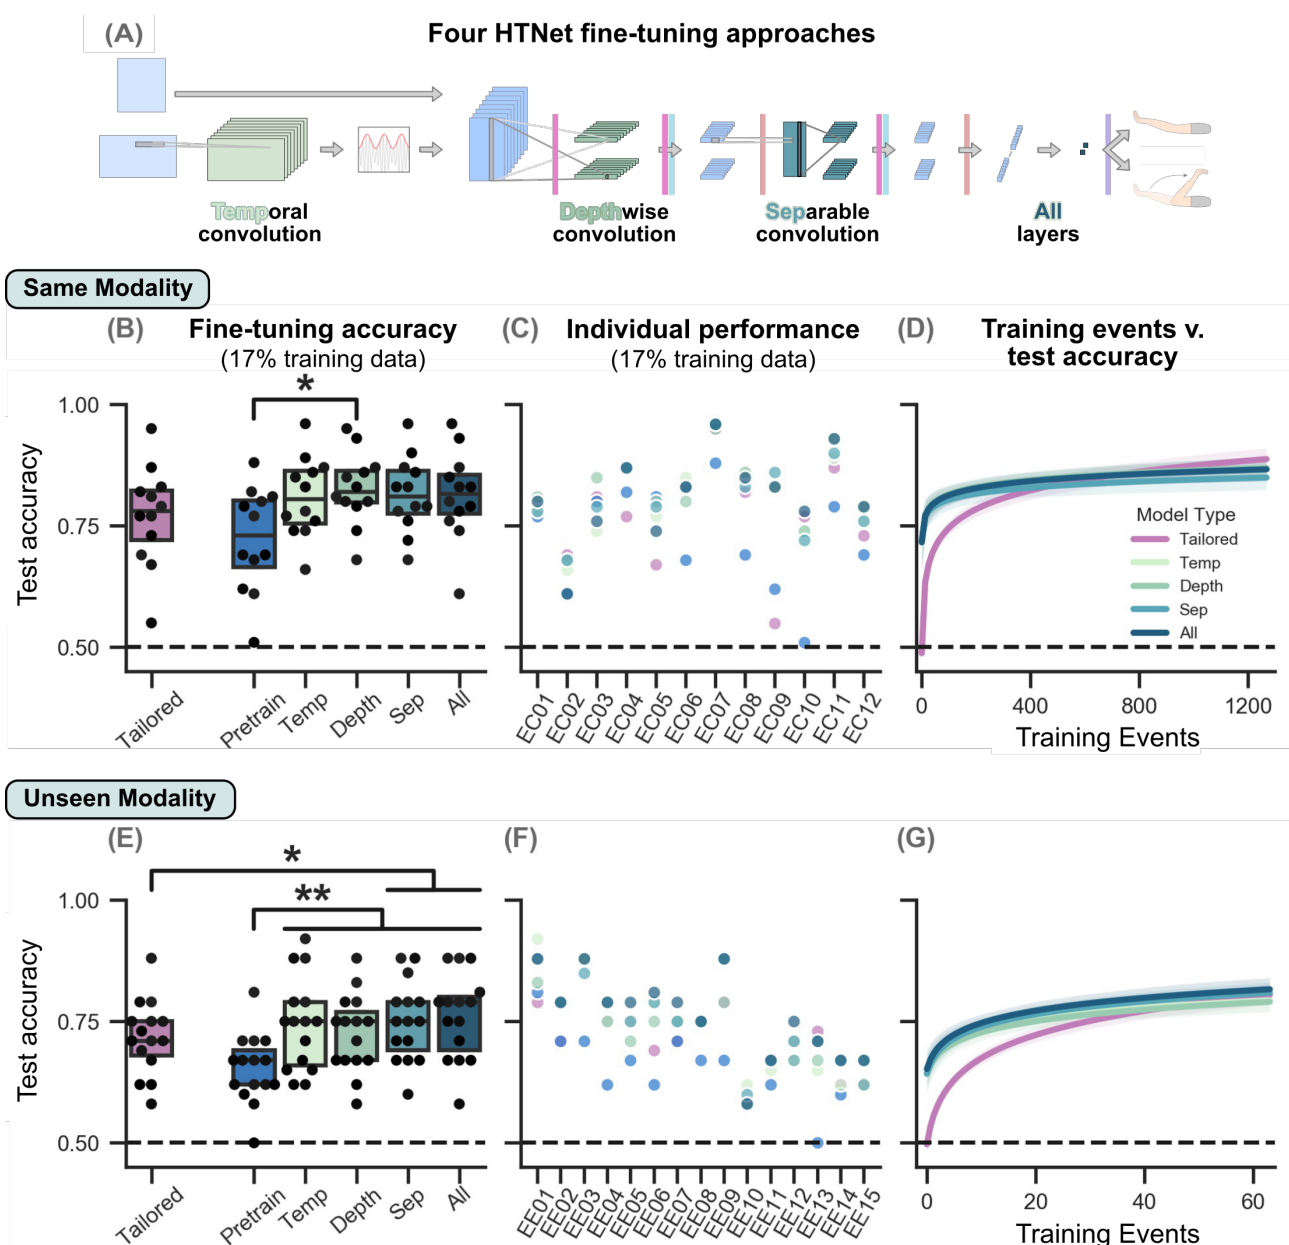 (A)
Four HTNet fine-tuning approaches
Temporal
convolution
Depthwise
convolution
Separable
convolution
All
layers
Same Modality
(B)
Fine-tuning accuracy
(17% training data)
(C)
Individual performance
(17% training data)
(D)
Training events v.
test accuracy
*
Test accuracy
1.00
0.75
0.50
Tailored
Pretrain
Temp
Depth
Sep
All
EC01
EC02
EC03
EC04
EC05
EC06
EC07
EC08
EC09
EC10
EC11
EC12
Model Type
Tailored
Temp
Depth
Sep
All
0
400
800
1200
Training Events
Unseen Modality
(E)
(F)
(G)
*
**
Test accuracy
1.00
0.75
0.50
Tailored
Pretrain
Temp
Depth
Sep
All
EE01
EE02
EE03
EE04
EE05
EE06
EE07
EE08
EE09
EE10
EE11
EE12
EE13
EE14
EE15
0
20
40
60
Training Events